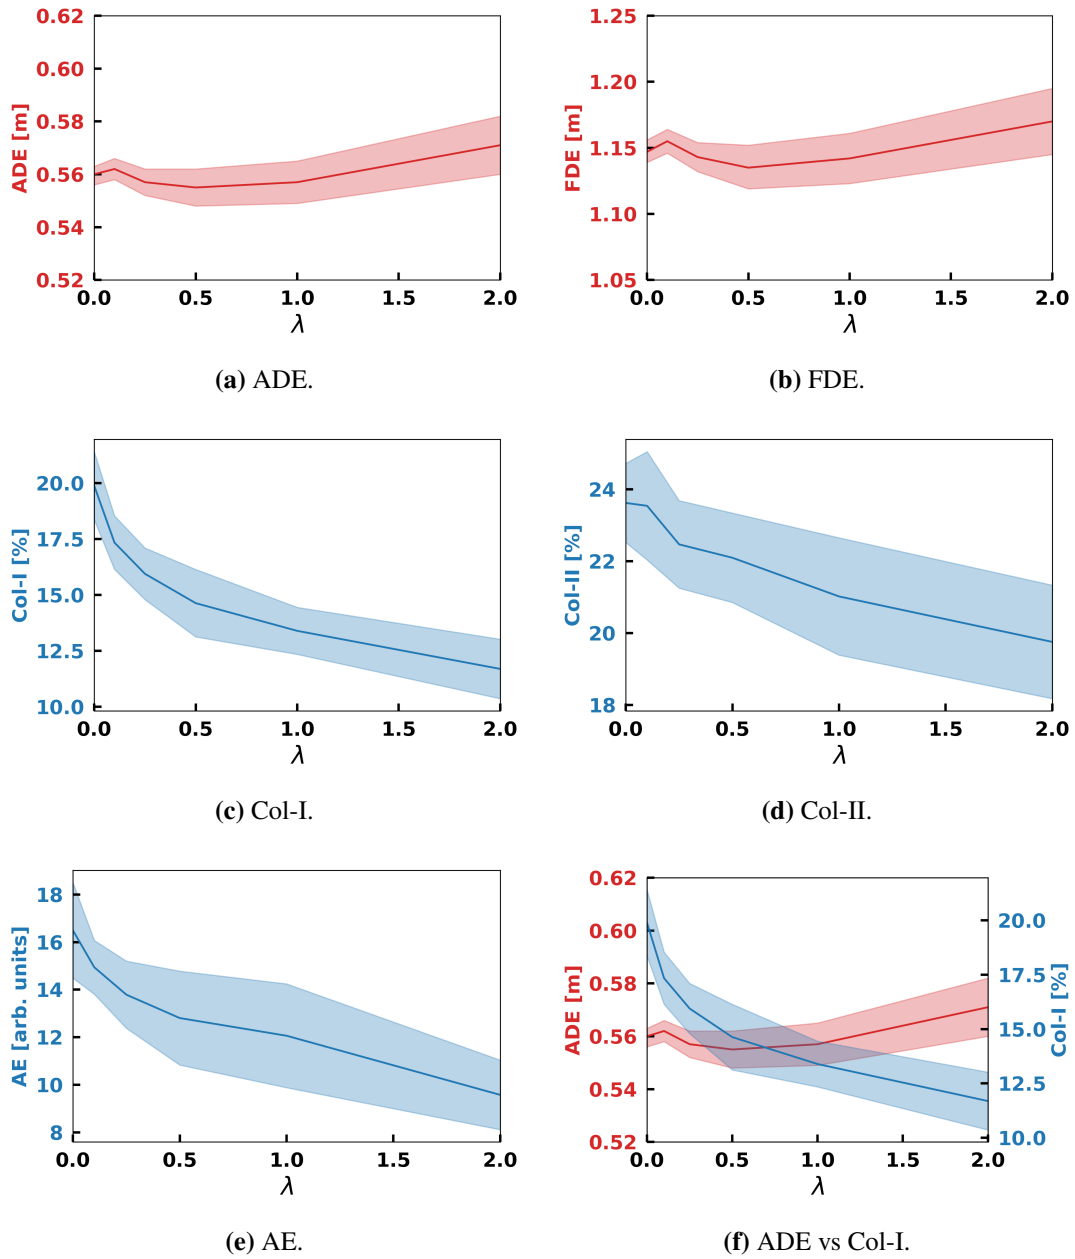 0.62
0.60
0.58
0.56
0.54
0.52
ADE [m]
0.0 0.5 1.0 1.5 2.0
λ
(a) ADE.
1.25
1.20
1.15
1.10
1.05
FDE [m]
0.0 0.5 1.0 1.5 2.0
λ
(b) FDE.
20.0
17.5
15.0
12.5
10.0
Col-I [%]
0.0 0.5 1.0 1.5 2.0
λ
(c) Col-I.
24
22
20
18
Col-II [%]
0.0 0.5 1.0 1.5 2.0
λ
(d) Col-II.
18
16
14
12
10
8
AE [arb. units]
0.0 0.5 1.0 1.5 2.0
λ
(e) AE.
0.62
0.60
0.58
0.56
0.54
0.52
ADE [m]
20.0
17.5
15.0
12.5
10.0
Col-I [%]
0.0 0.5 1.0 1.5 2.0
λ
(f) ADE vs Col-I.